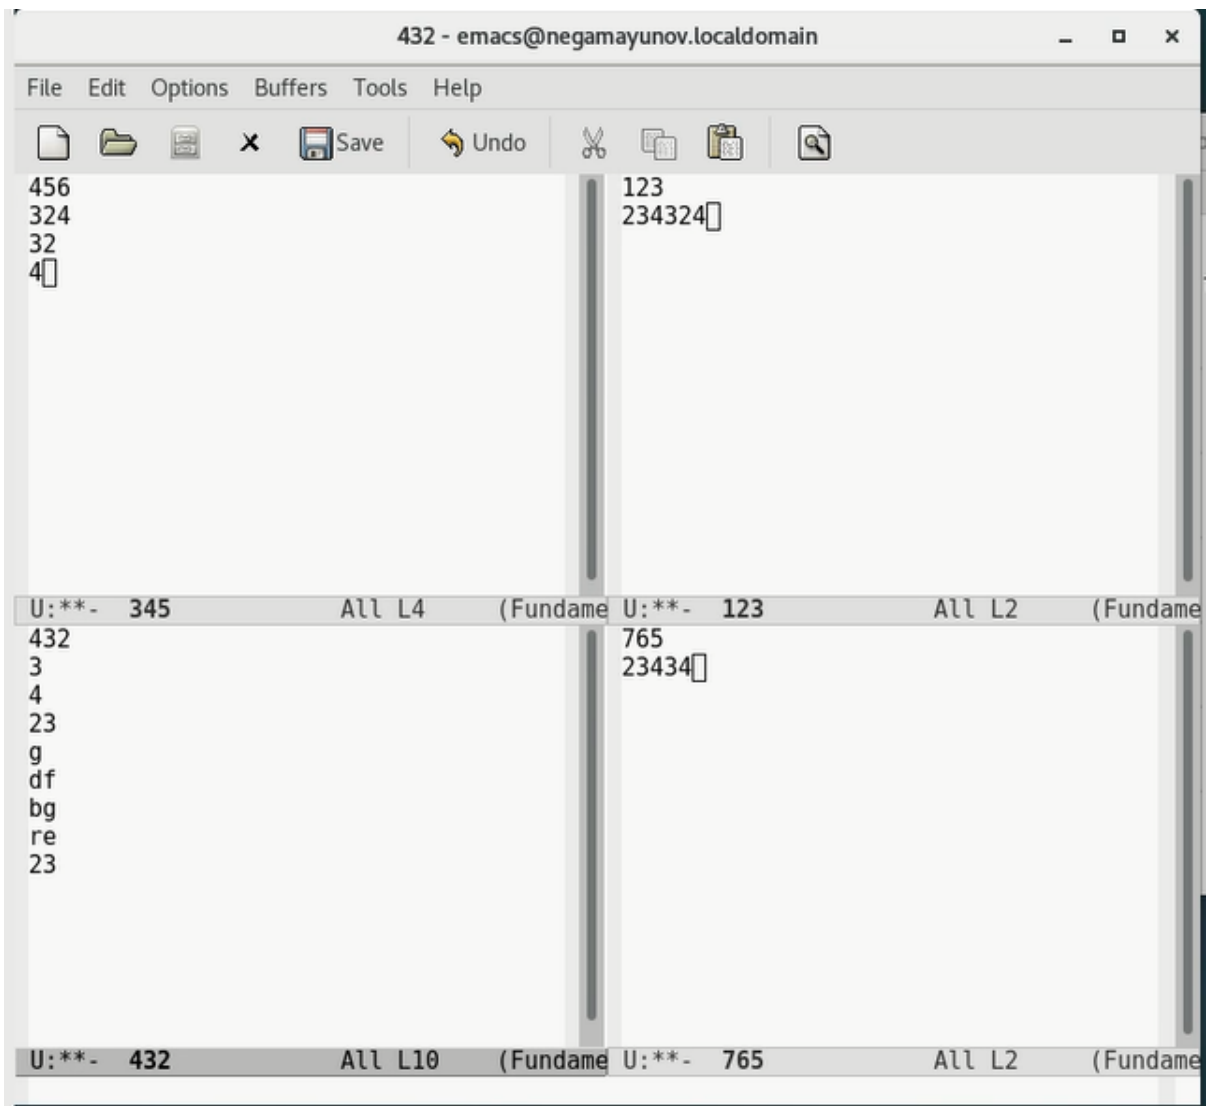 432 - emacs@negamayunov.localdomain
File Edit Options Buffers Tools Help
Save Undo
456
324
32
4
U:**- 345 All L4 (Fundame
123
234324
U:**- 123 All L2 (Fundame
432
3
4
23
g
df
bg
re
23
U:**- 432 All L10 (Fundame
765
23434
U:**- 765 All L2 (Fundame